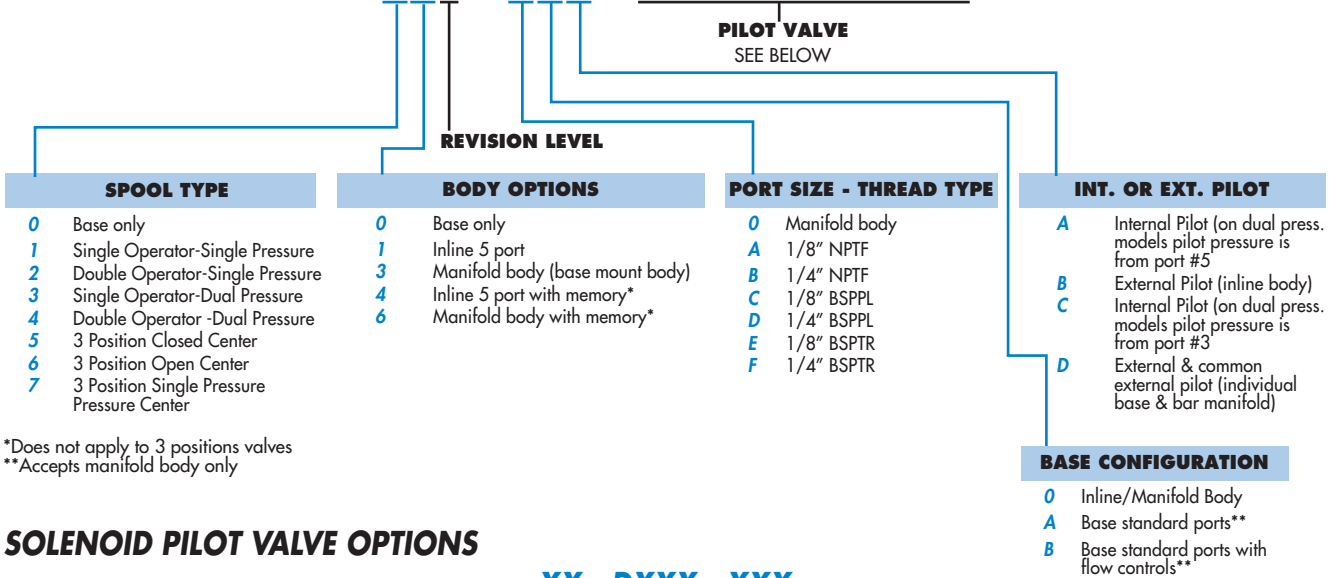 PILOT VALVE
SEE BELOW
REVISION LEVEL
SPOOL TYPE
0 Base only
1 Single Operator-Single Pressure
2 Double Operator-Single Pressure
3 Single Operator-Dual Pressure
4 Double Operator -Dual Pressure
5 3 Position Closed Center
6 3 Position Open Center
7 3 Position Single Pressure
Pressure Center
*Does not apply to 3 positions valves
**Accepts manifold body only
BODY OPTIONS
0 Base only
1 Inline 5 port
3 Manifold body (base mount body)
4 Inline 5 port with memory*
6 Manifold body with memory*
PORT SIZE - THREAD TYPE
0 Manifold body
A 1/8” NPTF
B 1/4” NPTF
C 1/8” BSPPL
D 1/4” BSPPL
E 1/8” BSPTR
F 1/4” BSPTR
INT. OR EXT. PILOT
A Internal Pilot (on dual press.
models pilot pressure is
from port #5
B External Pilot (inline body)
C Internal Pilot (on dual press.
models pilot pressure is
from port #3
D External & common
external pilot (individual
base & bar manifold)
BASE CONFIGURATION
0 Inline/Manifold Body
A Base standard ports**
B Base standard ports with
flow controls**
SOLENOID PILOT VALVE OPTIONS